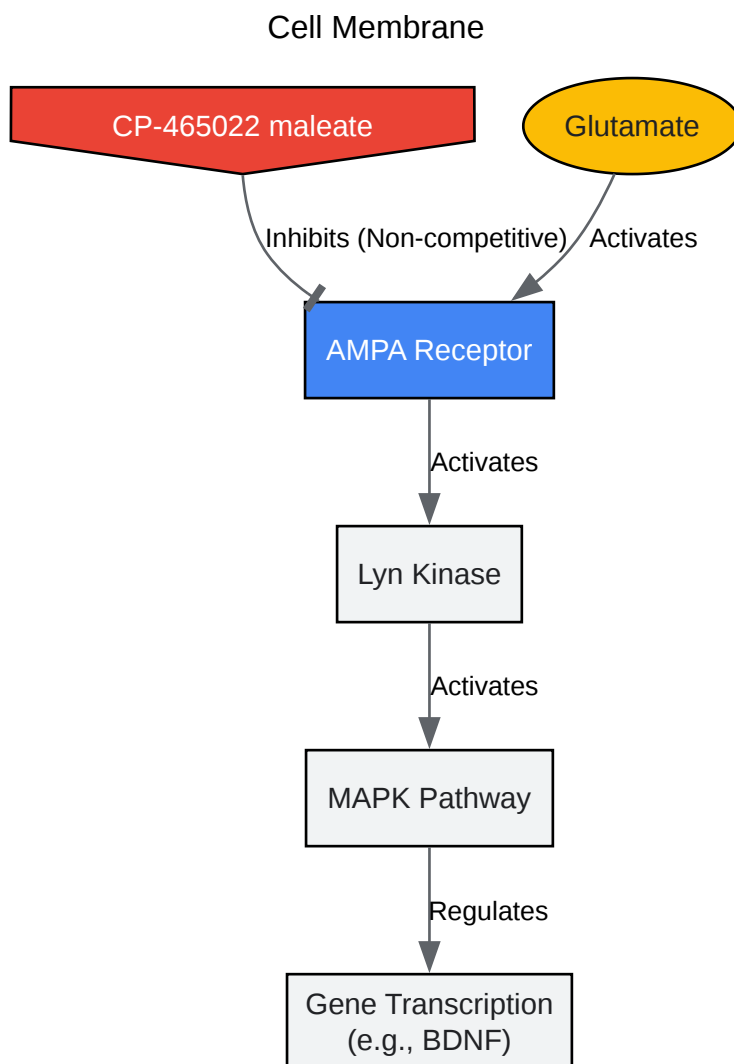 Cell Membrane
CP-465022 maleate
Glutamate
Inhibits (Non-competitive)
Activates
AMPA Receptor
Activates
Lyn Kinase
Activates
MAPK Pathway
Regulates
Gene Transcription
(e.g., BDNF)